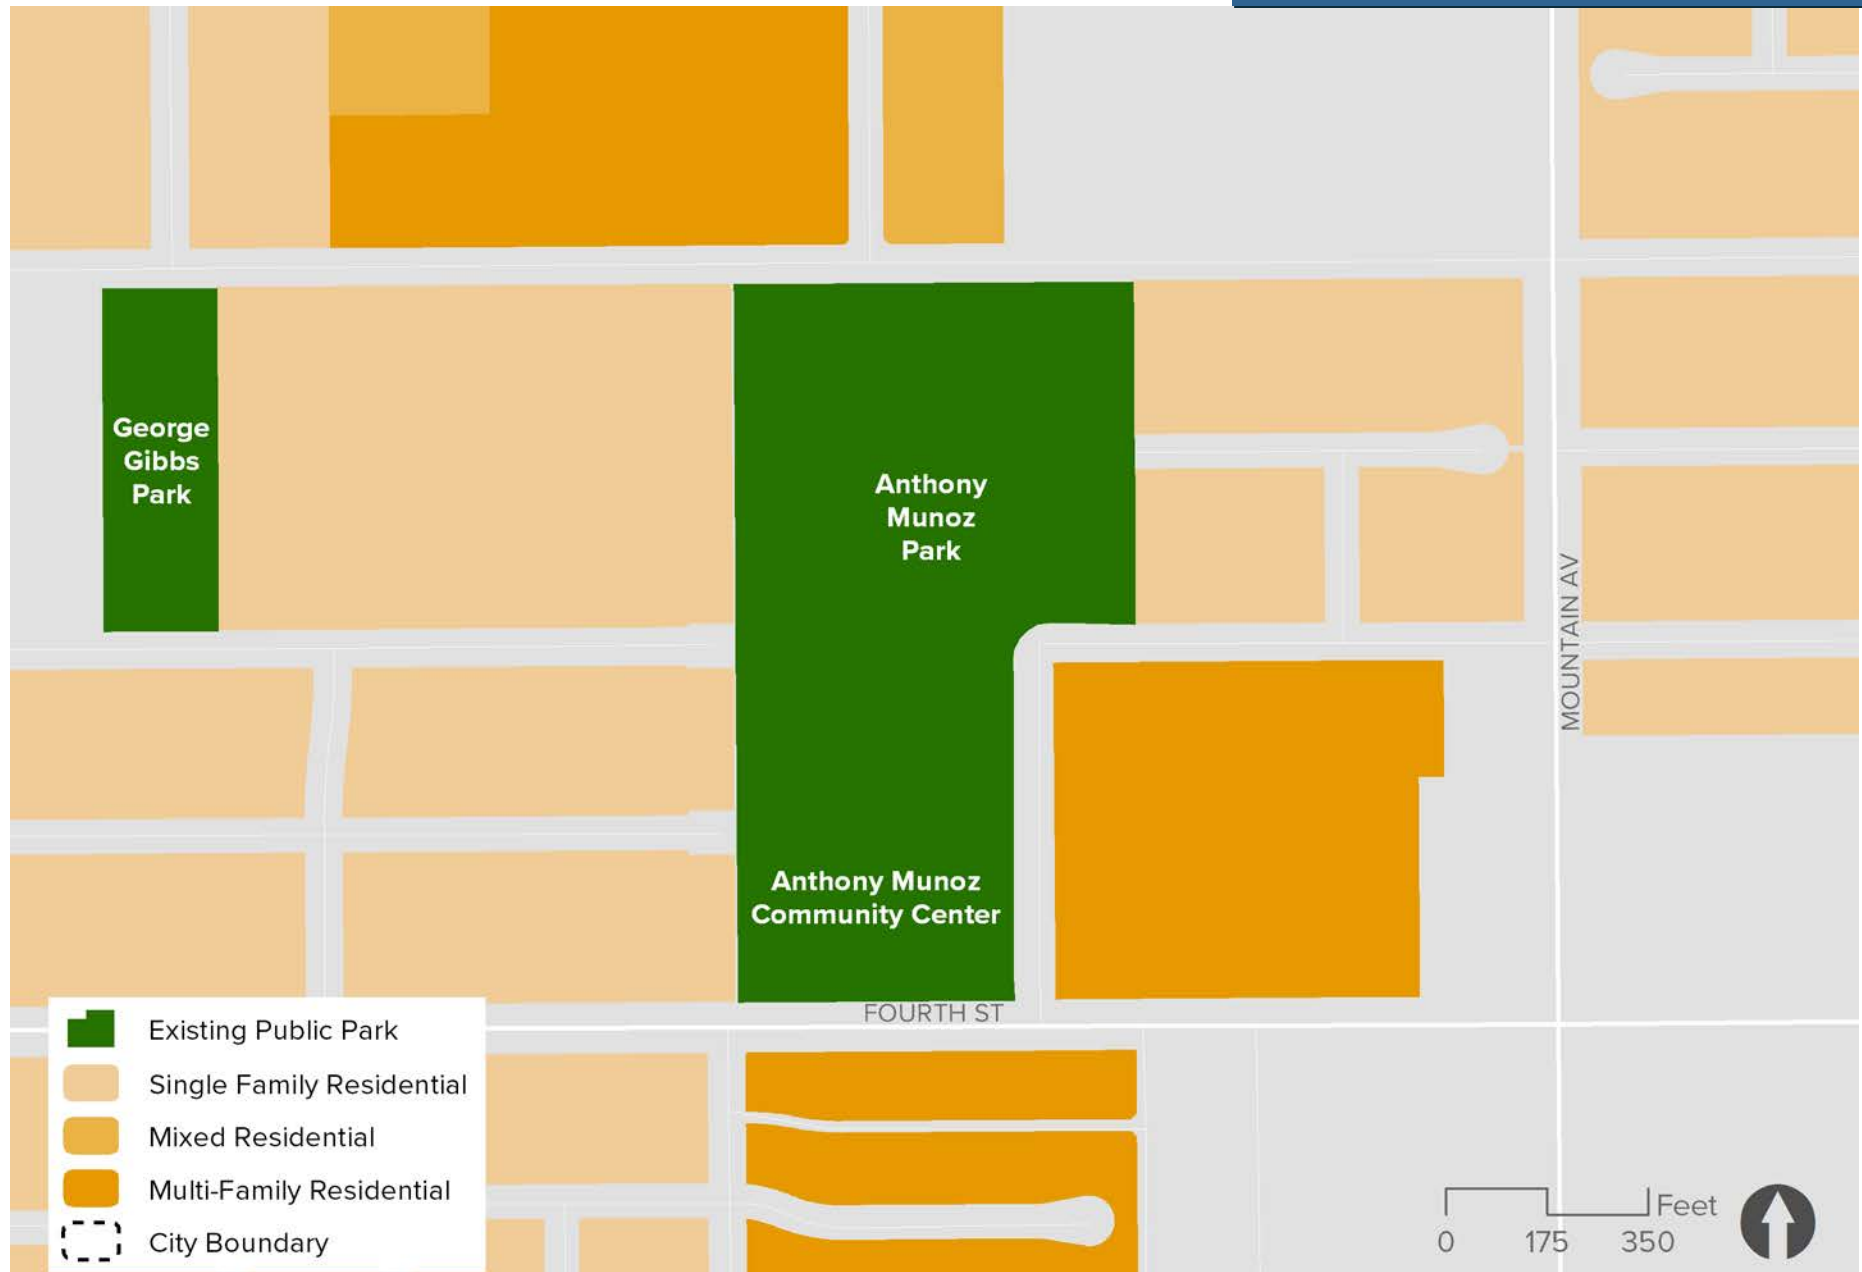 George
Gibbs
Park
Anthony
Munoz
Park
MOUNTAIN AV
Anthony Munoz
Community Center
FOURTH ST
Existing Public Park
Single Family Residential
Mixed Residential
Multi-Family Residential
City Boundary
Feet
0 175 350